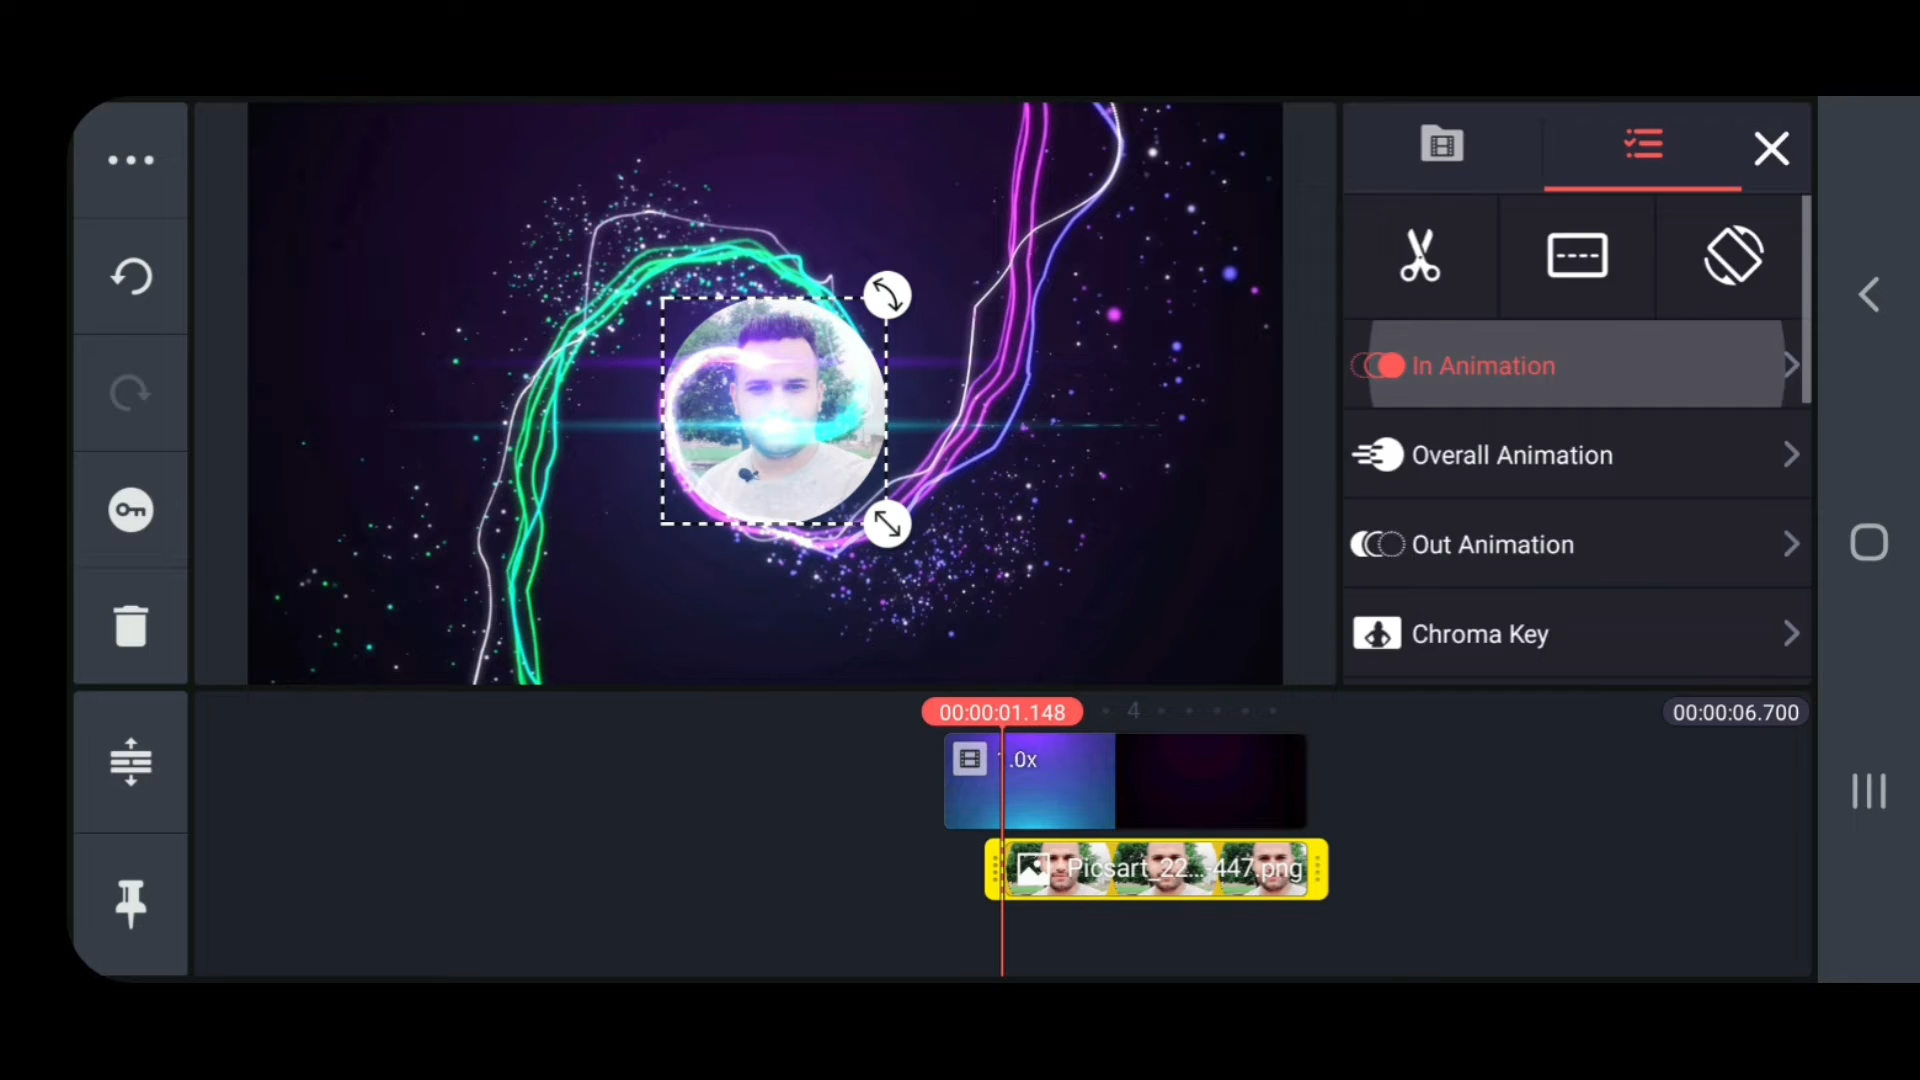 In Animation
Overall Animation
Out Animation
Chroma Key
00:00:01.148
4
00:00:06.700
.0x
Picsart_22...-447.png